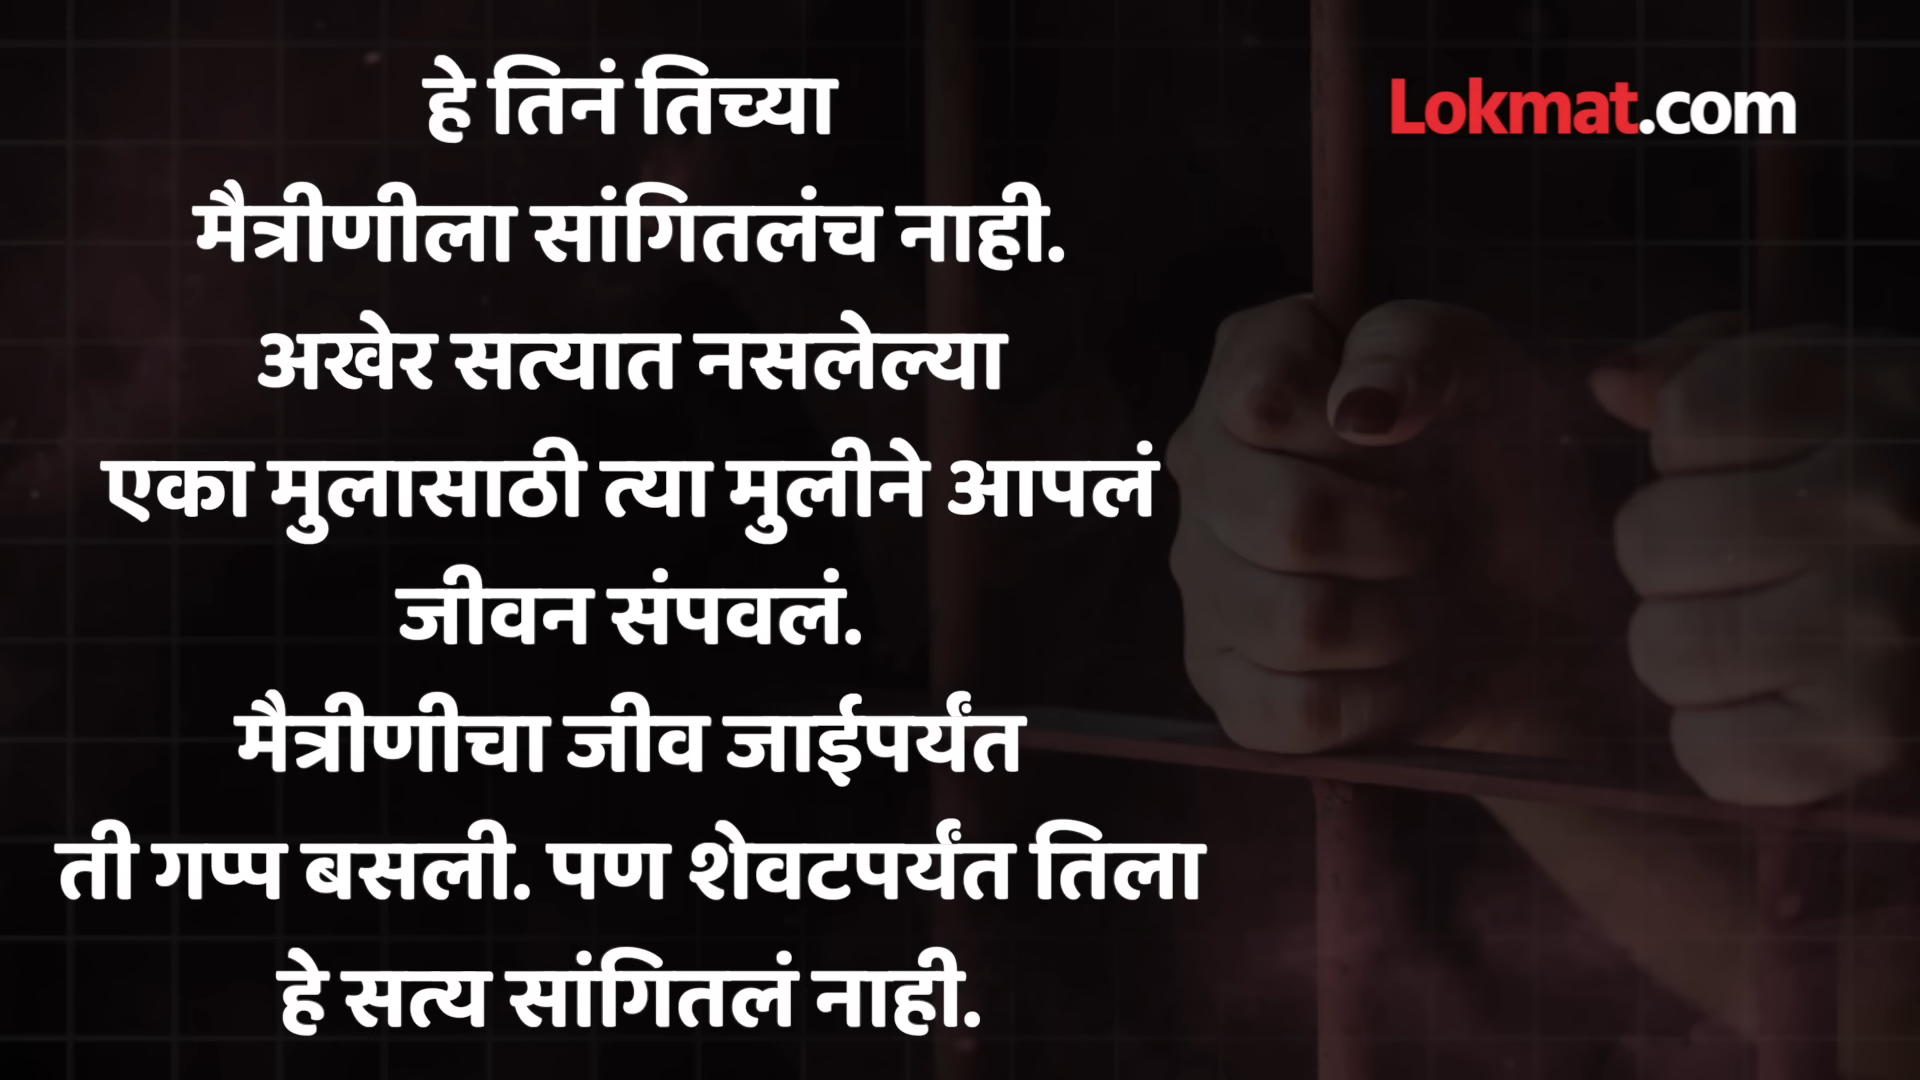 हे तिनं तिच्या
मैत्रीणीला सांगितलंच नाही.
अखेर सत्यात नसलेल्या
एका मुलासाठी त्या मुलीने आपलं
जीवन संपवलं.
मैत्रीणीचा जीव जाईपर्यंत
ती गप्प बसली. पण शेवटपर्यंत तिला
हे सत्य सांगितलं नाही.
Lokmat.com